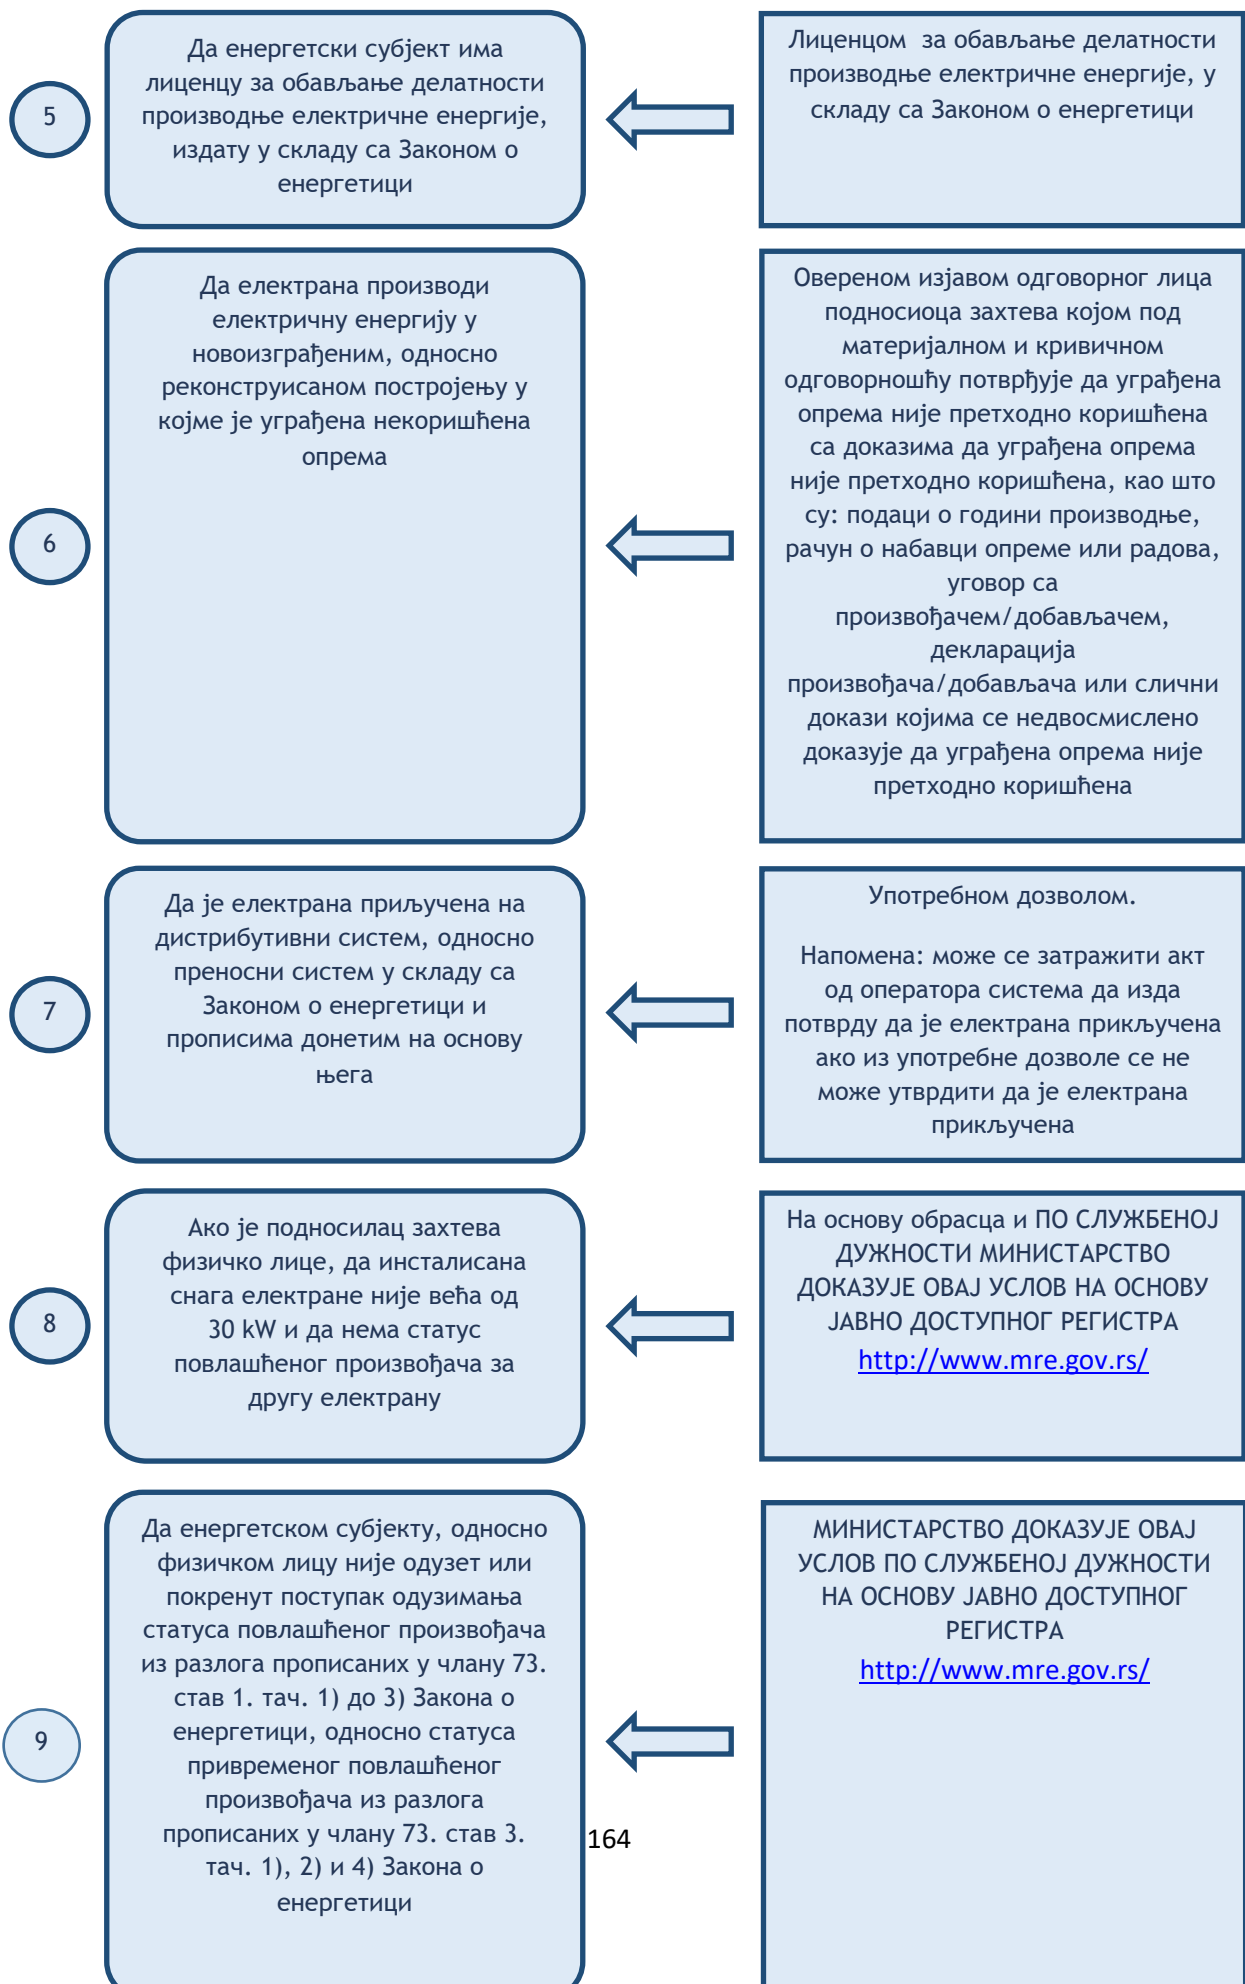 5
Да енергетски субјект има
лиценцу за обављање делатности
производње електричне енергије,
издату у складу са Законом о
енергетици
Лиценцом за обављање делатности
производње електричне енергије, у
складу са Законом о енергетици
6
Да електрана производи
електричну енергију у
новоизграђеним, односно
реконструисаном постројењу у
којме је уграђена некоришћена
опрема
Овереном изјавом одговорног лица
подносиоца захтева којом под
материјалном и кривичном
одговорношћу потврђује да уграђена
опрема није претходно коришћена
са доказима да уграђена опрема
није претходно коришћена, као што
су: подаци о години производње,
рачун о набавци опреме или радова,
уговор са
произвођачем/добављачем,
декларација
произвођача/добављача или слични
докази којима се недвосмислено
доказује да уграђена опрема није
претходно коришћена
7
Да је електрана приључена на
дистрибутивни систем, односно
преносни систем у складу са
Законом о енергетици и
прописима донетим на основу
њега
Употребном дозволом.
Напомена: може се затражити акт
од оператора система да изда
потврду да је електрана прикључена
ако из употребне дозволе се не
може утврдити да је електрана
прикључена
8
Ако је подносилац захтева
физичко лице, да инсталисана
снага електране није већа од
30 kW и да нема статус
повлашћеног произвођача за
другу електрану
На основу обрасца и ПО СЛУЖБЕНОЈ
ДУЖНОСТИ МИНИСТАРСТВО
ДОКАЗУЈЕ ОВАЈ УСЛОВ НА ОСНОВУ
ЈАВНО ДОСТУПНОГ РЕГИСТРА
http://www.mre.gov.rs/
9
Да енергетском субјекту, односно
физичком лицу није одузет или
покренут поступак одузимања
статуса повлашћеног произвођача
из разлога прописаних у члану 73.
став 1. тач. 1) до 3) Закона о
енергетици, односно статуса
привременог повлашћеног
произвођача из разлога
прописаних у члану 73. став 3.
тач. 1), 2) и 4) Закона о
енергетици
МИНИСТАРСТВО ДОКАЗУЈЕ ОВАЈ
УСЛОВ ПО СЛУЖБЕНОЈ ДУЖНОСТИ
НА ОСНОВУ ЈАВНО ДОСТУПНОГ
РЕГИСТРА
http://www.mre.gov.rs/
164